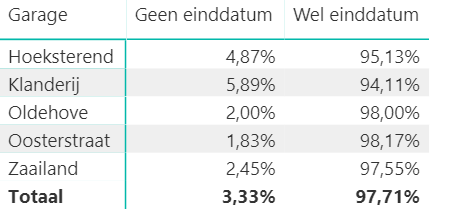 Garage Geen einddatum Wel einddatum
Hoeksterend 4,87% 95,13%
Klanderij 5,89% 94,11%
Oldehove 2,00% 98,00%
Oosterstraat 1,83% 98,17%
Zaailand 2,45% 97,55%
Totaal 3,33% 97,71%